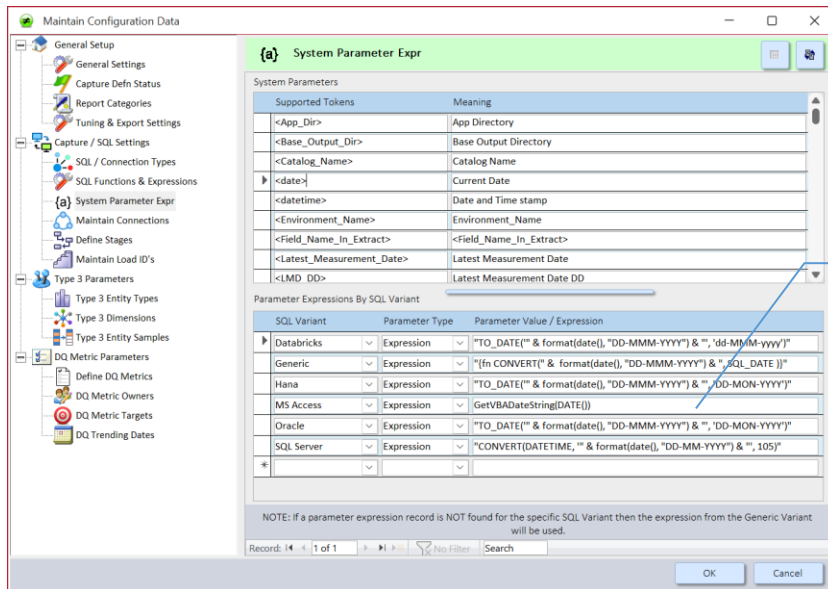 Maintain Configuration Data
General Setup
General Settings
Capture Defn Status
Report Categories
Tuning & Export Settings
Capture / SQL Settings
SQL / Connection Types
SQL Functions & Expressions
{a} System Parameter Expr
Maintain Connections
Define Stages
Maintain Load ID's
Type 3 Parameters
Type 3 Entity Types
Type 3 Dimensions
Type 3 Entity Samples
DQ Metric Parameters
Define DQ Metrics
DQ Metric Owners
DQ Metric Targets
DQ Trending Dates
{a} System Parameter Expr
System Parameters
Supported Tokens Meaning
<App_Dir> App Directory
<Base_Output_Dir> Base Output Directory
<Catalog_Name> Catalog Name
<date> Current Date
<datetime> Date and Time stamp
<Environment_Name> Environment_Name
<Field_Name_In_Extract> <Field_Name_In_Extract>
<Latest_Measurement_Date> Latest Measurement Date
<LMD_DD> Latest Measurement Date DD
Parameter Expressions By SQL Variant
SQL Variant Parameter Type Parameter Value / Expression
Databricks Expression "TO_DATE('" & format(date(), "DD-MMM-YYYY") & "', 'dd-MMM-yyyy')"
Generic Expression "{fn CONVERT(" & format(date(), "DD-MMM-YYYY") & ", SQL_DATE )}"
Hana Expression "TO_DATE('" & format(date(), "DD-MMM-YYYY") & "', 'DD-MON-YYYY')"
MS Access Expression GetVBADateString(DATE())
Oracle Expression "TO_DATE('" & format(date(), "DD-MMM-YYYY") & "', 'DD-MON-YYYY')"
SQL Server Expression "CONVERT(DATETIME, '" & format(date(), "DD-MM-YYYY") & "', 105)"
NOTE: If a parameter expression record is NOT found for the specific SQL Variant then the expression from the Generic Variant
will be used.
Record: 1 of 1 No Filter Search
OK Cancel